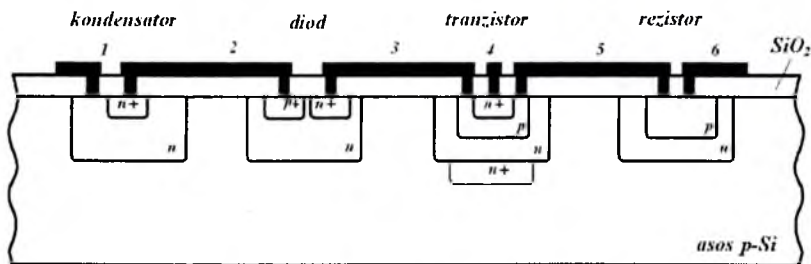 kondensator diod tranzistor rezistor
1 2 3 4 5 6 SiO₂
n+ p+ n+ n+
n n p n p n
n+
asos p-Si